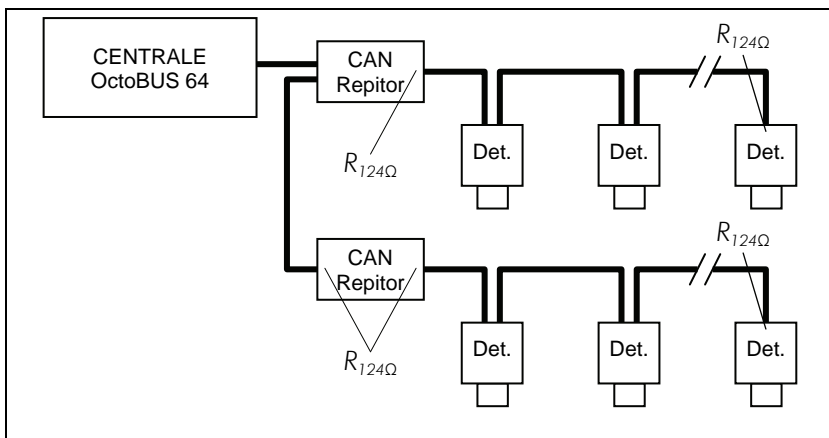 CENTRALE
OctoBUS 64
CAN
Repitor
R124Ω
R124Ω
Det.
Det.
Det.
CAN
Repitor
R124Ω
R124Ω
Det.
Det.
Det.